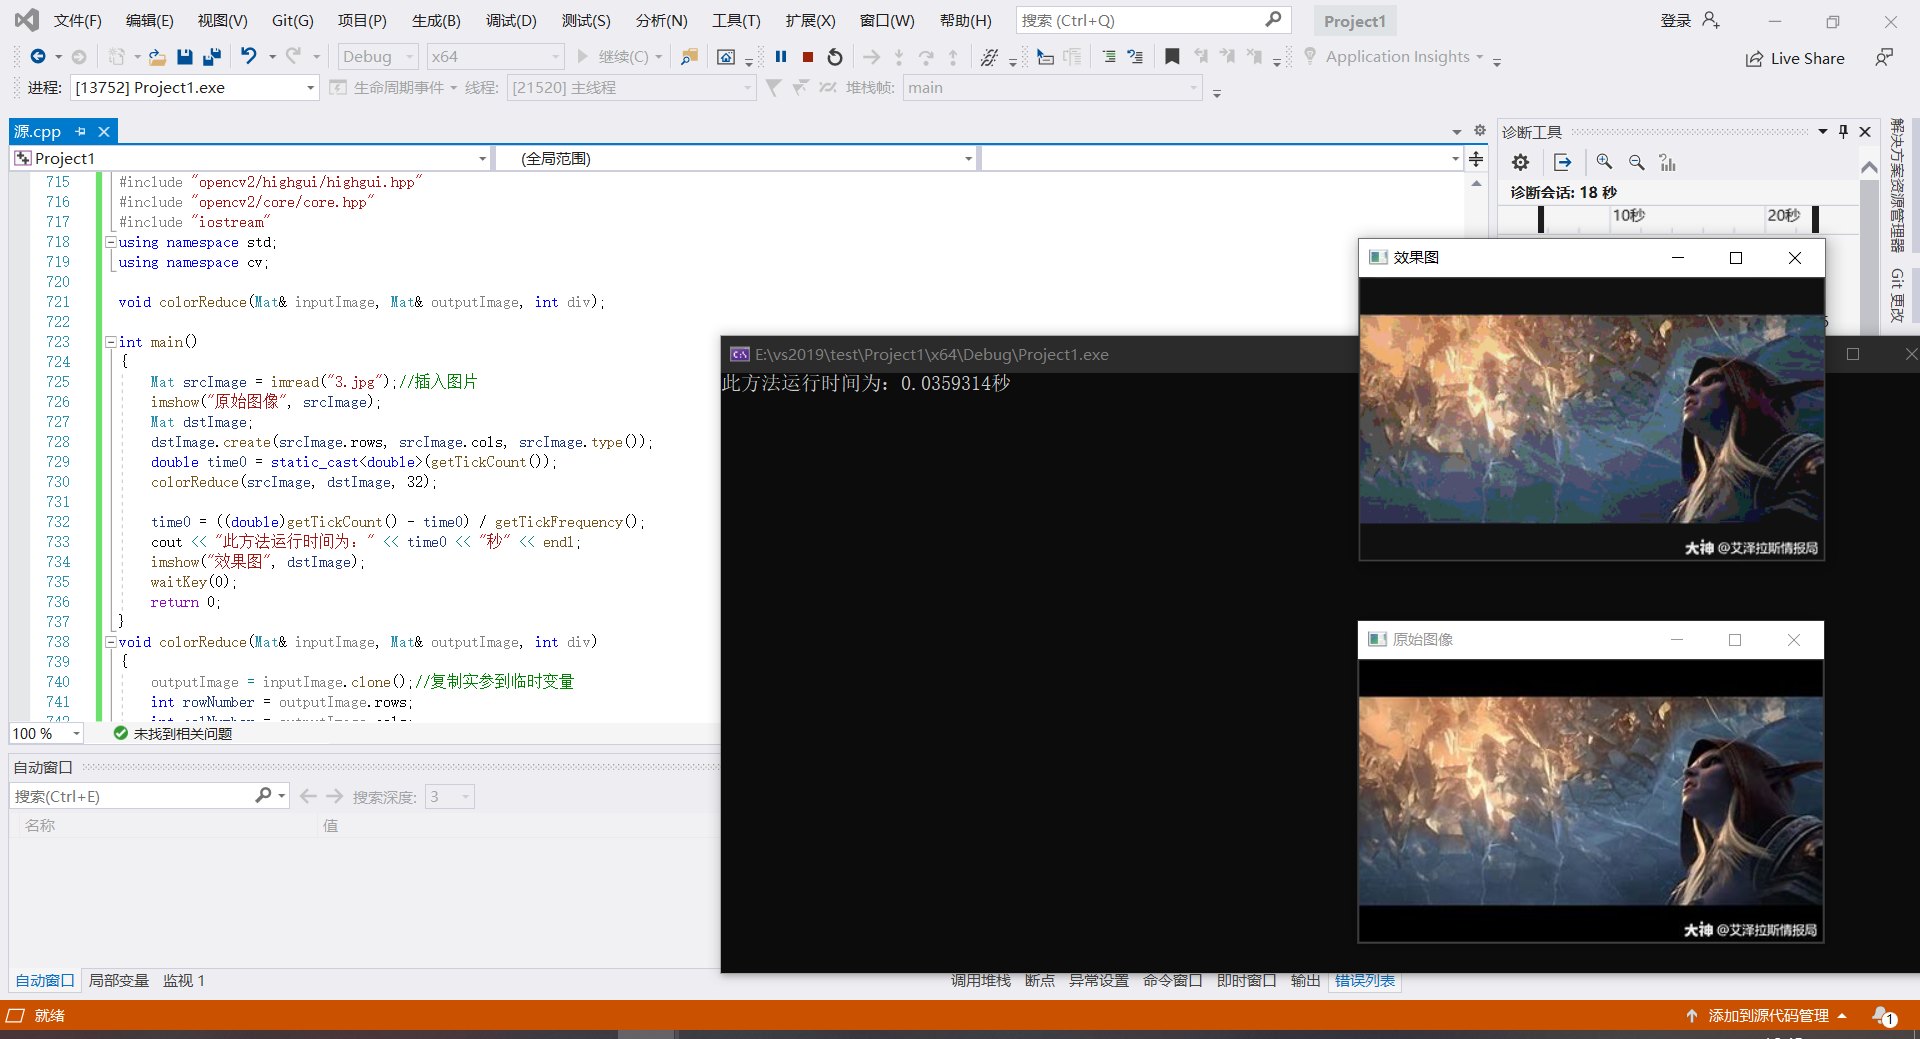 文件(F) 编辑(E) 视图(V) Git(G) 项目(P) 生成(B) 调试(D) 测试(S) 分析(N) 工具(T) 扩展(X) 窗口(W) 帮助(H) 搜索 (Ctrl+Q) Project1 登录
Debug x64 继续(C) Application Insights Live Share
进程: [13752] Project1.exe 生命周期事件 线程: [21520] 主线程 堆栈帧: main
源.cpp
Project1 (全局范围)
715 #include "opencv2/highgui/highgui.hpp"
716 #include "opencv2/core/core.hpp"
717 #include "iostream"
718 using namespace std;
719 using namespace cv;
720
721 void colorReduce(Mat& inputImage, Mat& outputImage, int div);
722
723 int main()
724 {
725 Mat srcImage = imread("3.jpg");//插入图片
726 imshow("原始图像", srcImage);
727 Mat dstImage;
728 dstImage.create(srcImage.rows, srcImage.cols, srcImage.type());
729 double time0 = static_cast<double>(getTickCount());
730 colorReduce(srcImage, dstImage, 32);
731
732 time0 = ((double)getTickCount() - time0) / getTickFrequency();
733 cout << "此方法运行时间为: " << time0 << "秒" << endl;
734 imshow("效果图", dstImage);
735 waitKey(0);
736 return 0;
737 }
738 void colorReduce(Mat& inputImage, Mat& outputImage, int div)
739 {
740 outputImage = inputImage.clone();//复制实参到临时变量
741 int rowNumber = outputImage.rows;
100 % 未找到相关问题
自动窗口
搜索(Ctrl+E) 搜索深度: 3
名称 值
自动窗口 局部变量 监视 1
诊断工具
诊断会话: 18 秒
10秒 20秒
解决方案资源管理器
Git 更改
E:\vs2019\test\Project1\x64\Debug\Project1.exe
此方法运行时间为: 0.0359314秒
效果图
大神 @艾泽拉斯情报局
原始图像
大神 @艾泽拉斯情报局
调用堆栈 断点 异常设置 命令窗口 即时窗口 输出 错误列表
就绪 添加到源代码管理 1